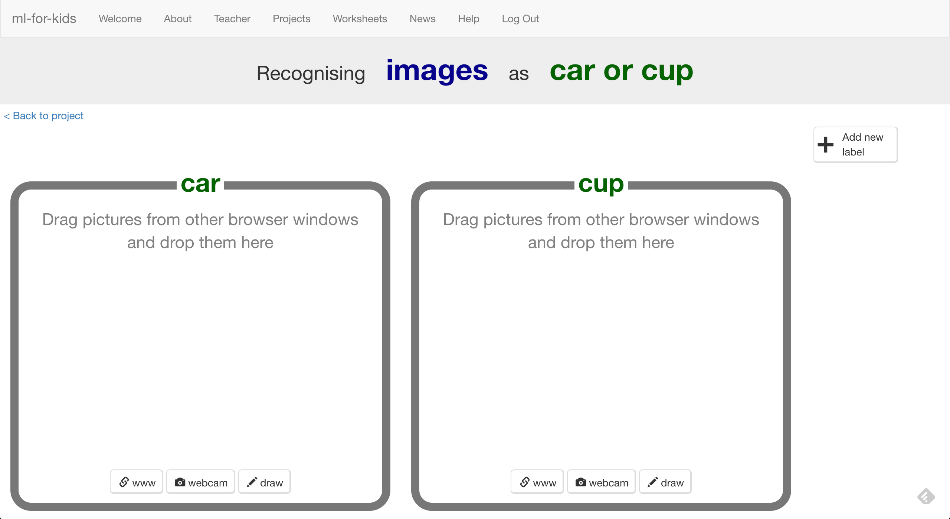 ml-for-kids Welcome About Teacher Projects Worksheets News Help Log Out
Recognising images as car or cup
< Back to project
Add new
label
car
Drag pictures from other browser windows
and drop them here
www webcam draw
cup
Drag pictures from other browser windows
and drop them here
www webcam draw